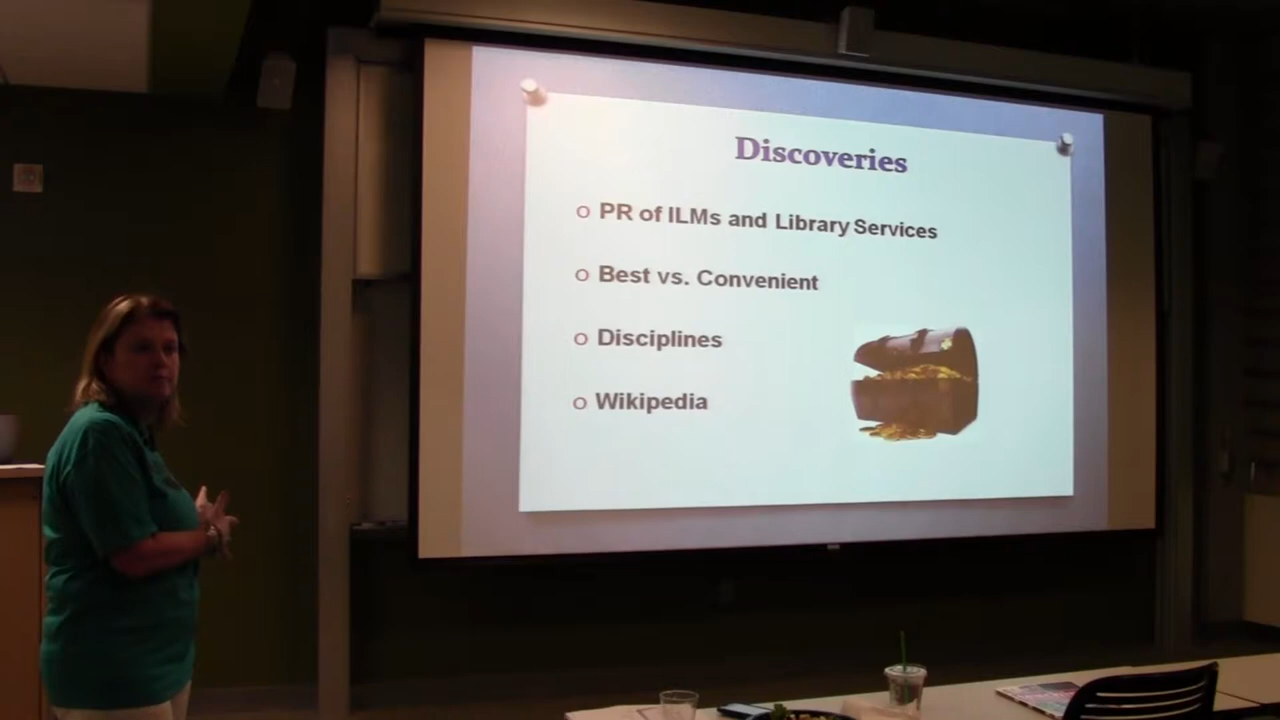 Discoveries
o PR of ILMs and Library Services
o Best vs. Convenient
o Disciplines
o Wikipedia